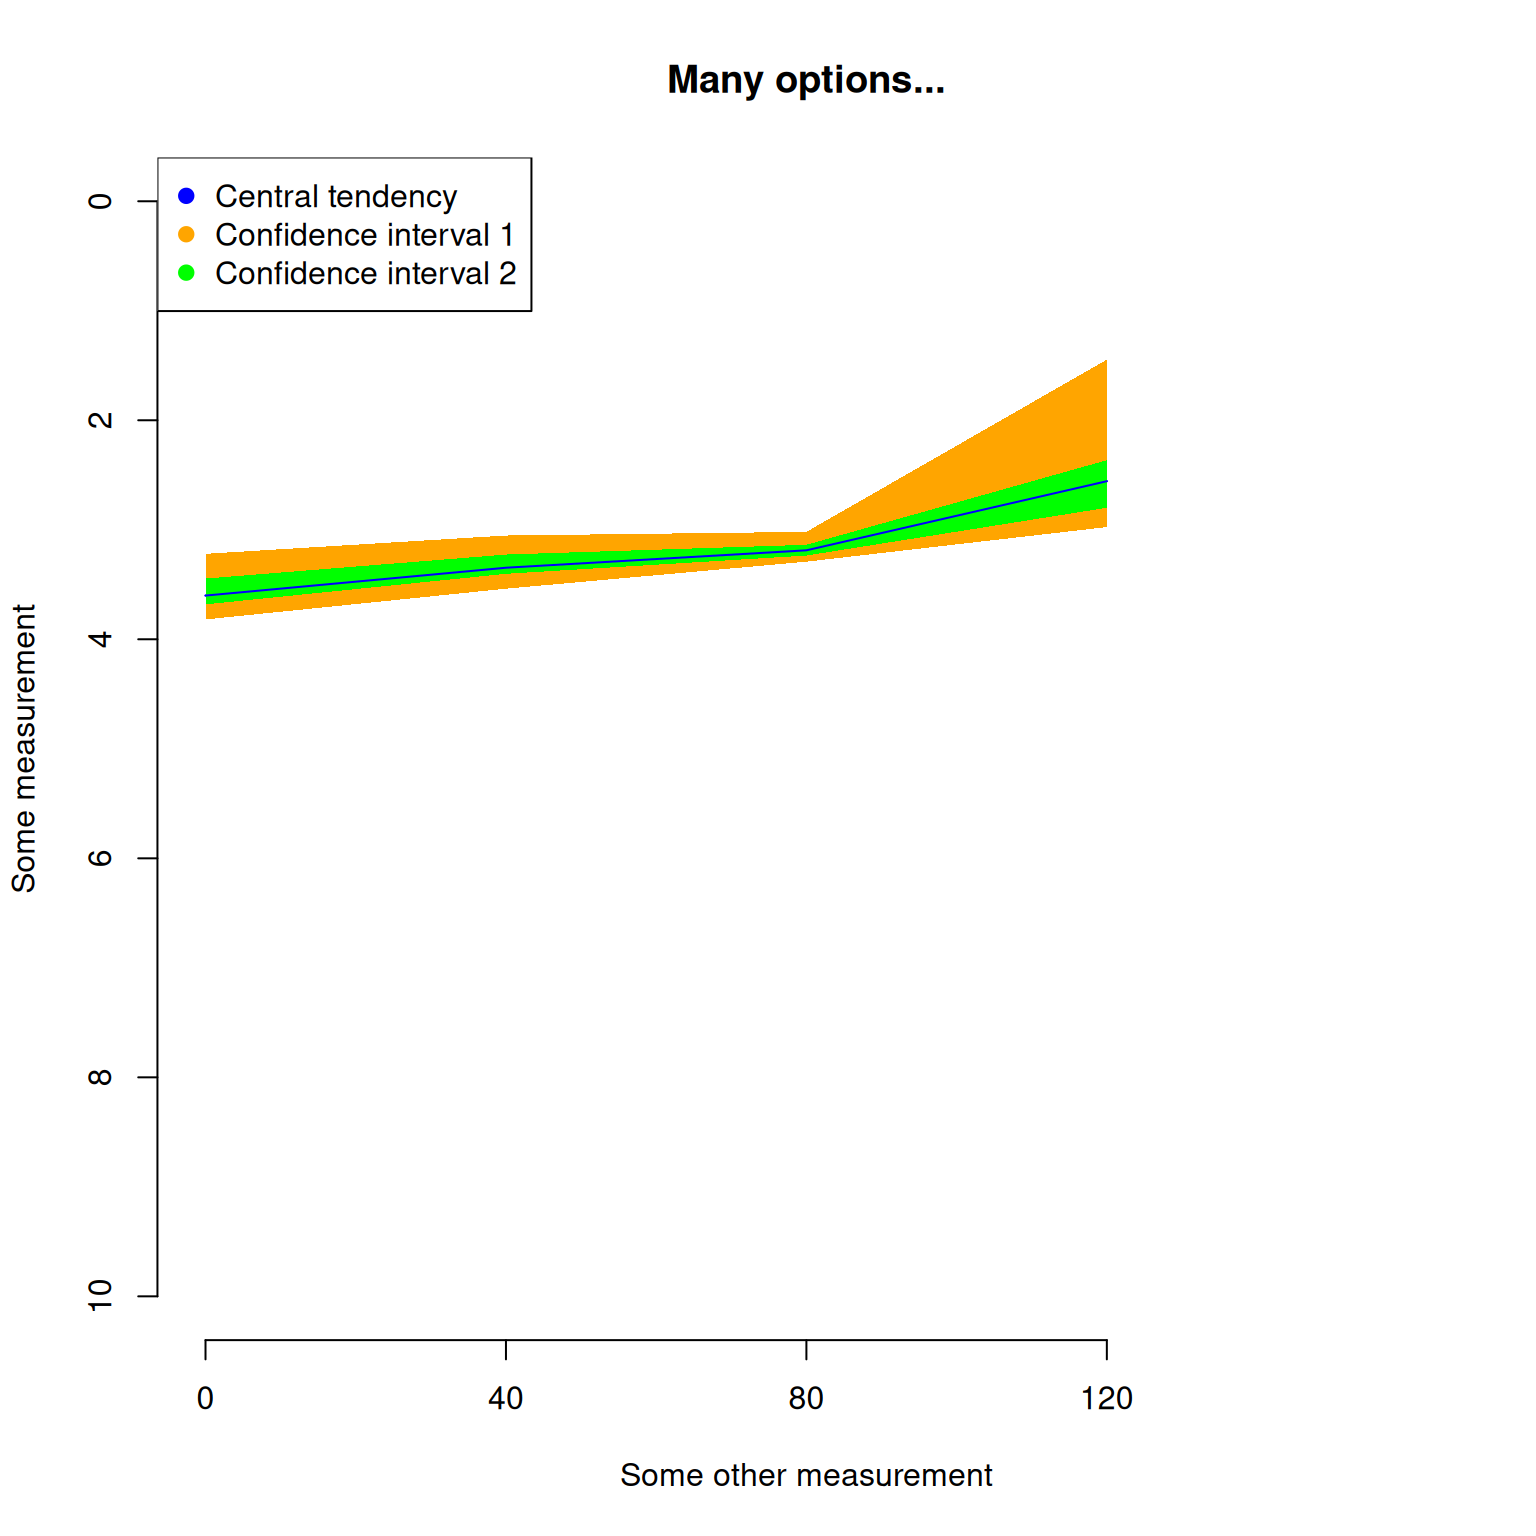 Many options...
Central tendency
Confidence interval 1
Confidence interval 2
Some measurement
0
2
4
6
8
10
0 40 80 120
Some other measurement